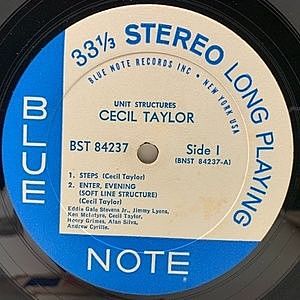 33⅓ STEREO LONG PLAYING
BLUE NOTE RECORDS INC • NEW YORK USA
UNIT STRUCTURES
CECIL TAYLOR
BST 84237
Side 1
(BNST 84237-A)
1. STEPS (Cecil Taylor)
2. ENTER, EVENING
(SOFT LINE STRUCTURE)
(Cecil Taylor)
Eddie Gale Stevens Jr., Jimmy Lyons,
Ken McIntyre, Cecil Taylor,
Henry Grimes, Alan Silva,
Andrew Cyrille.
BLUE
NOTE
®